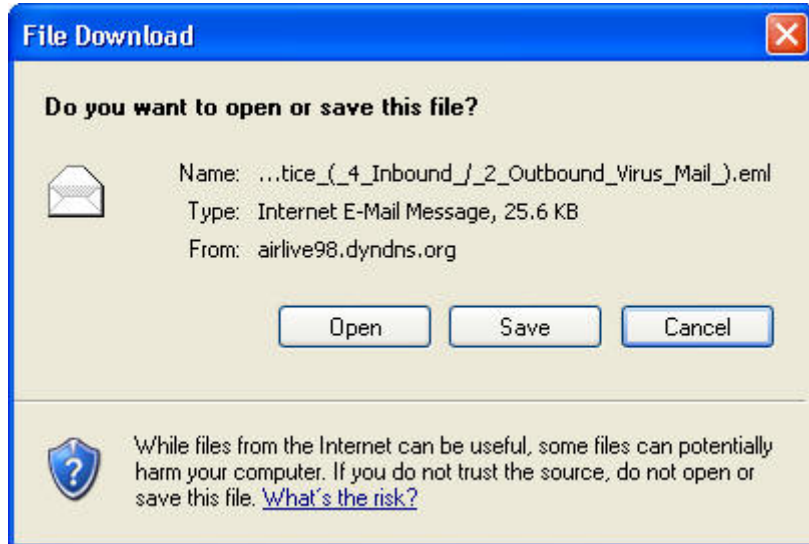 File Download
Do you want to open or save this file?
Name: ...tice_(_4_Inbound_/_2_Outbound_Virus_Mail_).eml
Type: Internet E-Mail Message, 25.6 KB
From: airlive98.dyndns.org
Open Save Cancel
While files from the Internet can be useful, some files can potentially
harm your computer. If you do not trust the source, do not open or
save this file. What's the risk?